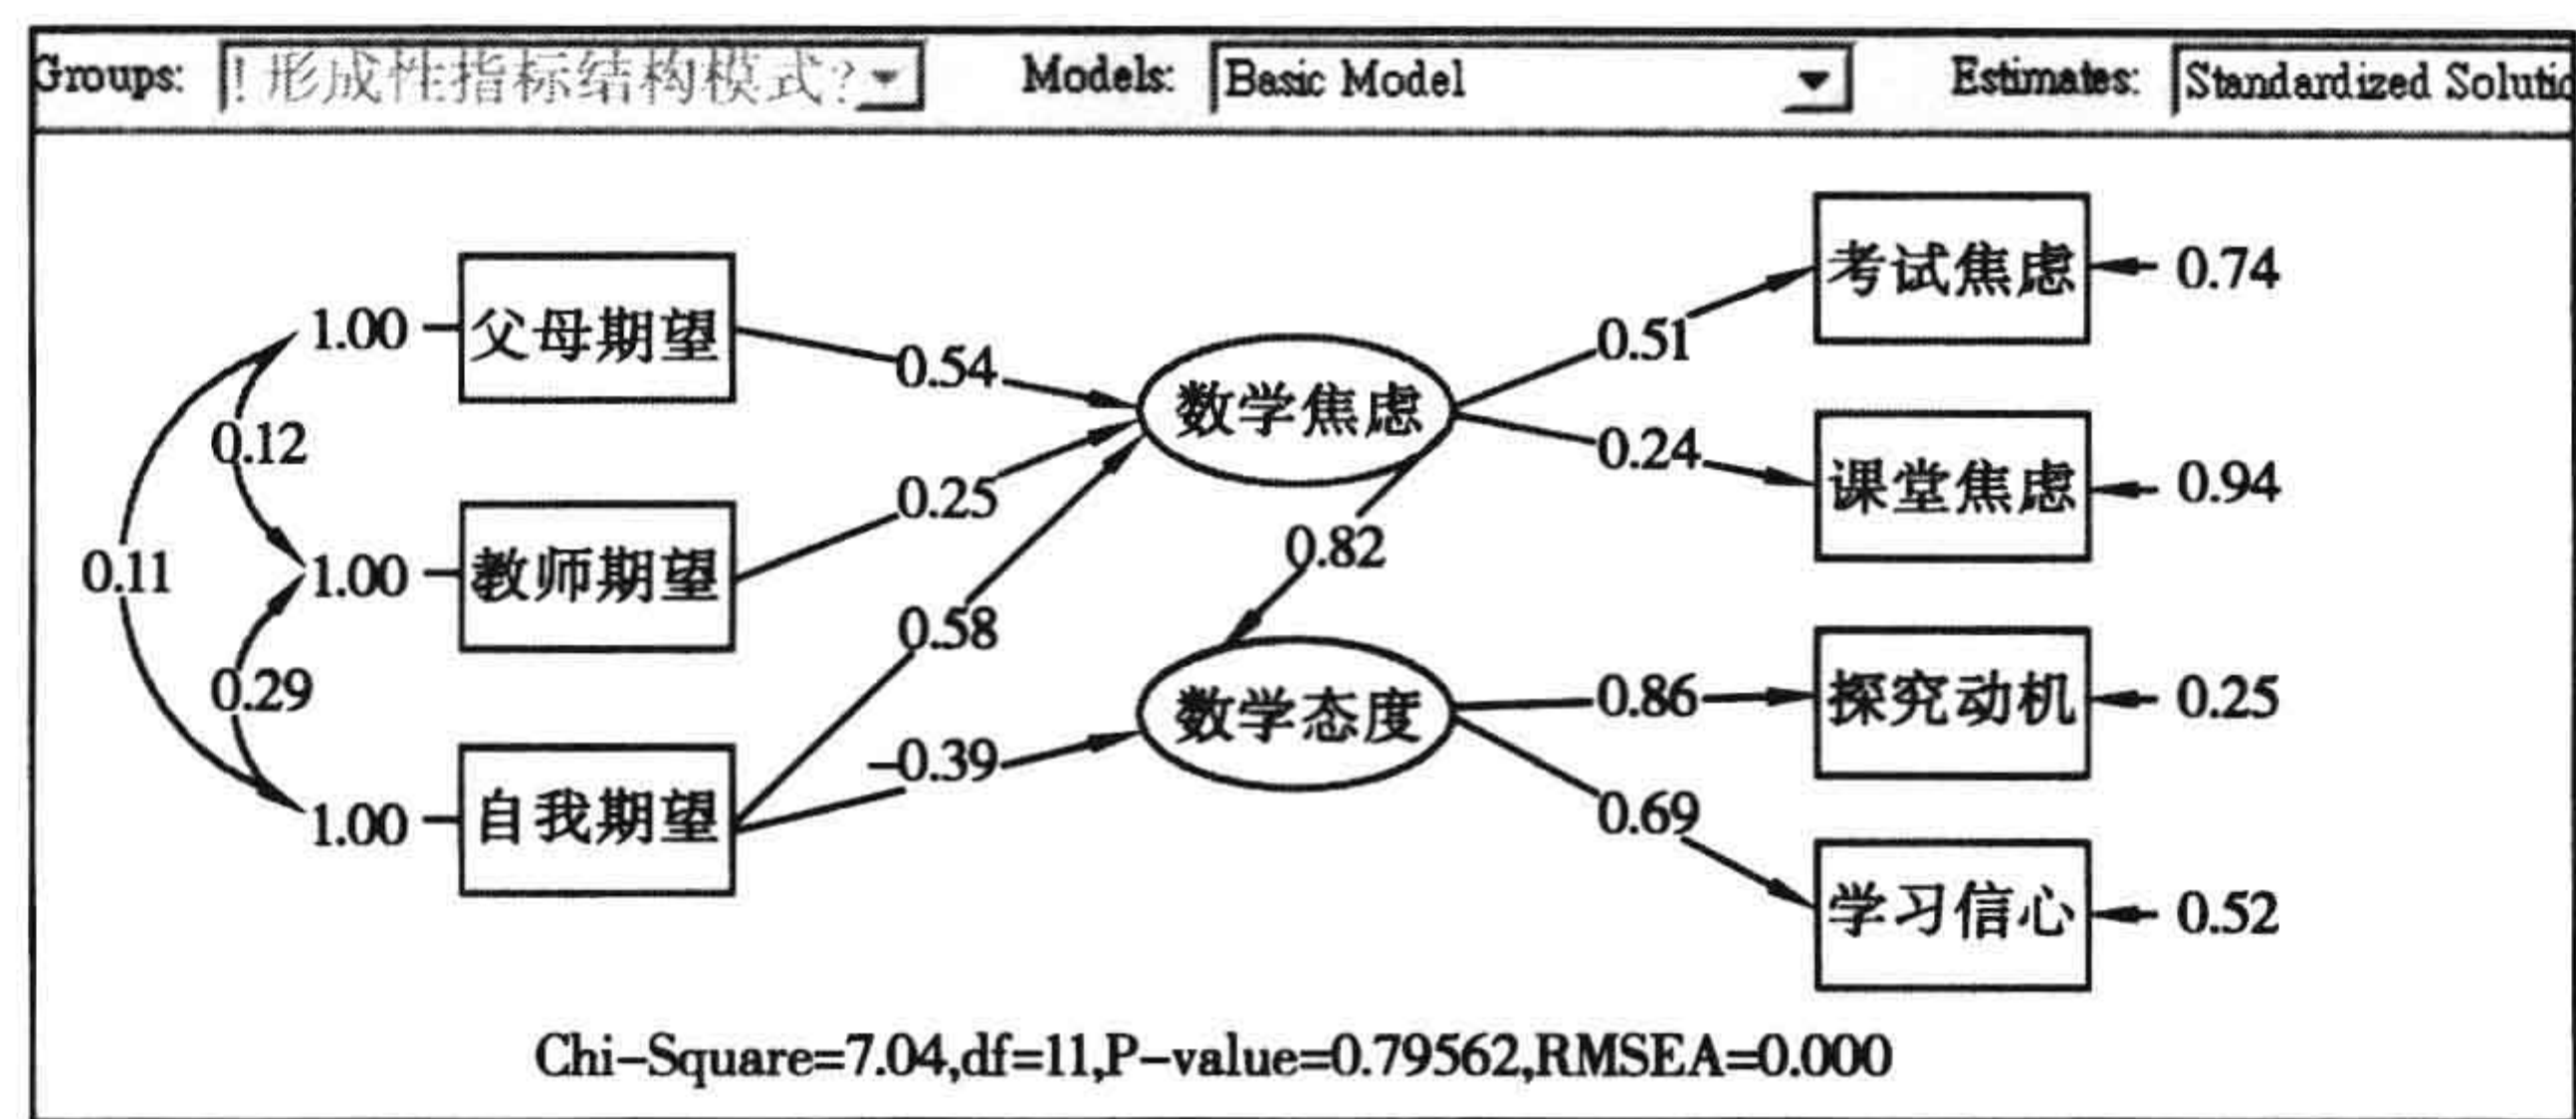 Groups: ! 形成性指标结构模式? Models: Basic Model Estimates: Standardized Solutio
考试焦虑 0.74
1.00 父母期望 0.54 0.51
数学焦虑
0.12 0.24
0.25 课堂焦虑 0.94
0.11 1.00 教师期望 0.82
0.58
0.29 0.86 探究动机 0.25
数学态度
-0.39
1.00 自我期望 0.69
学习信心 0.52
Chi-Square=7.04,df=11,P-value=0.79562,RMSEA=0.000